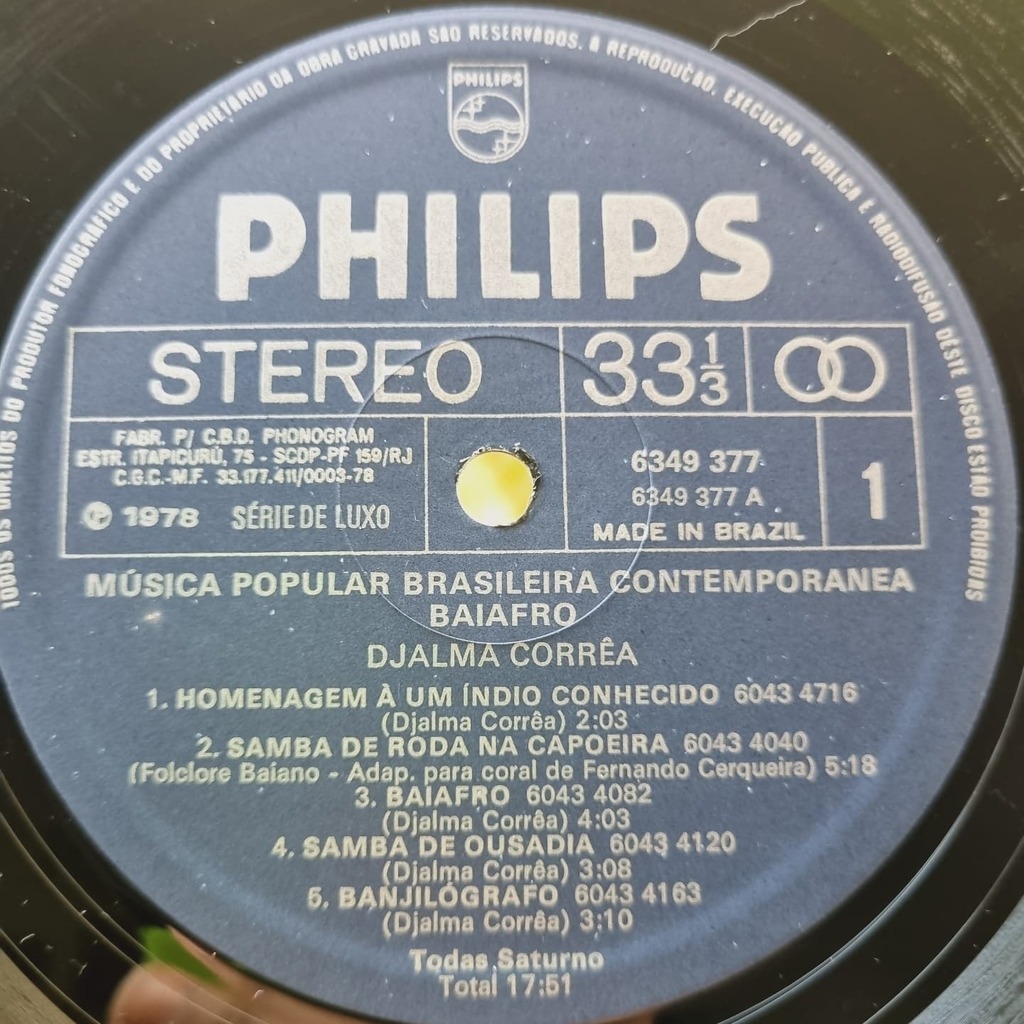 TODOS OS DIREITOS DO PRODUTOR FONOGRÁFICO E DO PROPRIETÁRIO DA OBRA GRAVADA SÃO RESERVADOS. A REPRODUÇÃO, EXECUÇÃO PÚBLICA E RADIODIFUSÃO DESTE DISCO ESTÃO PROIBIDAS
PHILIPS
PHILIPS
STEREO 33 1/3
FABR. P/ C.B.D. PHONOGRAM
ESTR. ITAPICURÚ, 75 - SCDP-PF 159/RJ
C.G.C.-M.F. 33.177.411/0003-78
℗ 1978 SÉRIE DE LUXO
6349 377
6349 377 A
MADE IN BRAZIL
1
MÚSICA POPULAR BRASILEIRA CONTEMPORANEA
BAIAFRO
DJALMA CORRÊA
1. HOMENAGEM À UM ÍNDIO CONHECIDO 6043 4716
(Djalma Corrêa) 2:03
2. SAMBA DE RODA NA CAPOEIRA 6043 4040
(Folclore Baiano - Adap. para coral de Fernando Cerqueira) 5:18
3. BAIAFRO 6043 4082
(Djalma Corrêa) 4:03
4. SAMBA DE OUSADIA 6043 4120
(Djalma Corrêa) 3:08
5. BANJILÓGRAFO 6043 4163
(Djalma Corrêa) 3:10
Todas Saturno
Total 17:51